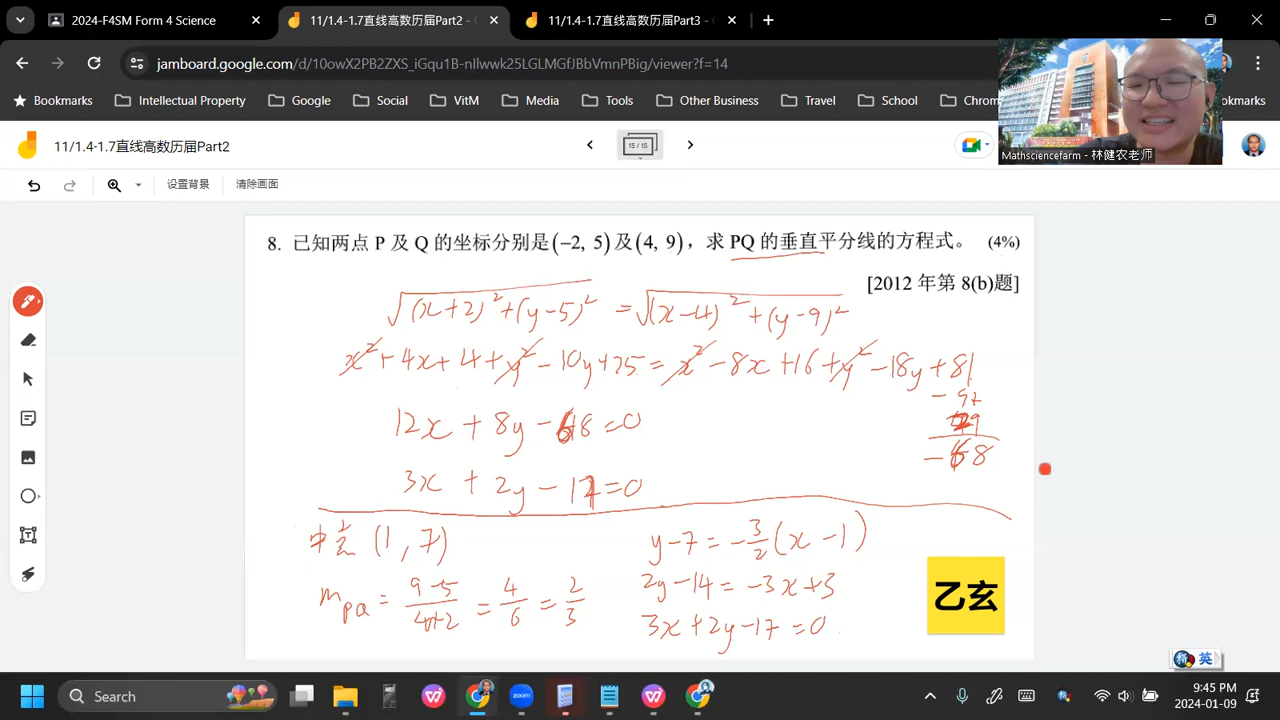 2024-F4SM Form 4 Science
11/1.4-1.7直线高数历届Part2 -
11/1.4-1.7直线高数历届Part3 -
jamboard.google.com/d/10owX2PB2ZXS_iGqu1B-nIlwwk25LGLMGfJBbVmnPBig/viewer?f=14
Bookmarks
Intellectual Property
Google
Social
VitM
Media
Tools
Other Business
Travel
School
Chrom
ookmarks
Mathsciencefarm - 林健农老师
11/1.4-1.7直线高数历届Part2
15 / 15
设置背景
清除画面
8. 已知两点 P 及 Q 的坐标分别是(−2, 5)及(4, 9)，求 PQ 的垂直平分线的方程式。 (4%)
[2012 年第 8(b)题]
√(x+2)²+(y-5)² = √(x-4)²+(y-9)²
x²+4x+4+y²-10y+25 = x²-8x+16+y²-18y+81
-97
12x+8y-68=0
-68
3x+2y-17=0
中点 (1,7)
y-7=-3/2(x-1)
m_PQ = 9-5/4+2 = 4/6 = 2/3
2y-14=-3x+3
3x+2y-17=0
乙玄
英
Search
zoom
9:45 PM
2024-01-09